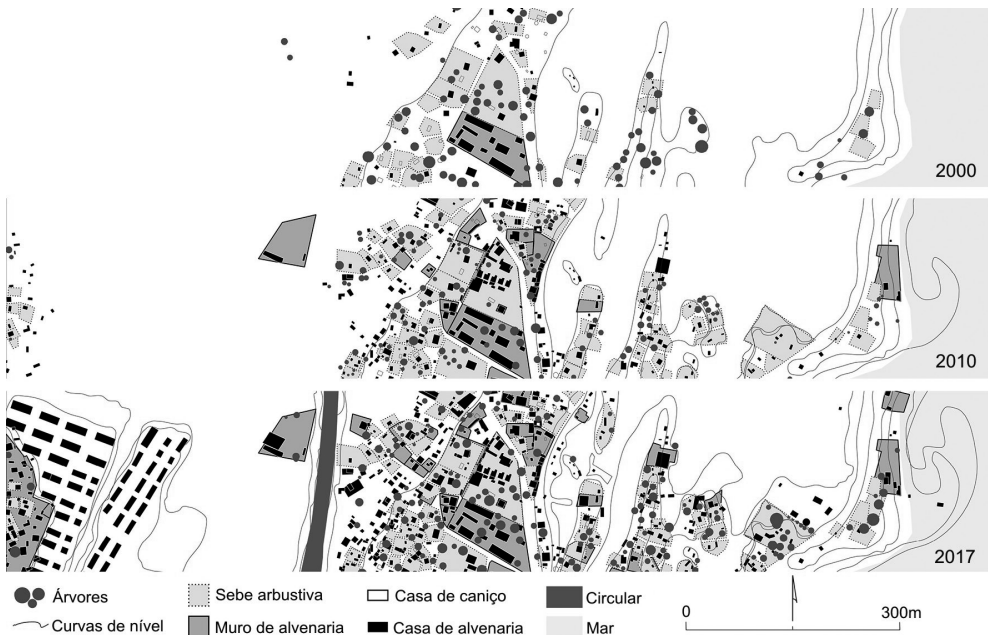 2000
2010
2017
Árvores
Sebe arbustiva
Casa de caniço
Circular
0
300m
Curvas de nível
Muro de alvenaria
Casa de alvenaria
Mar